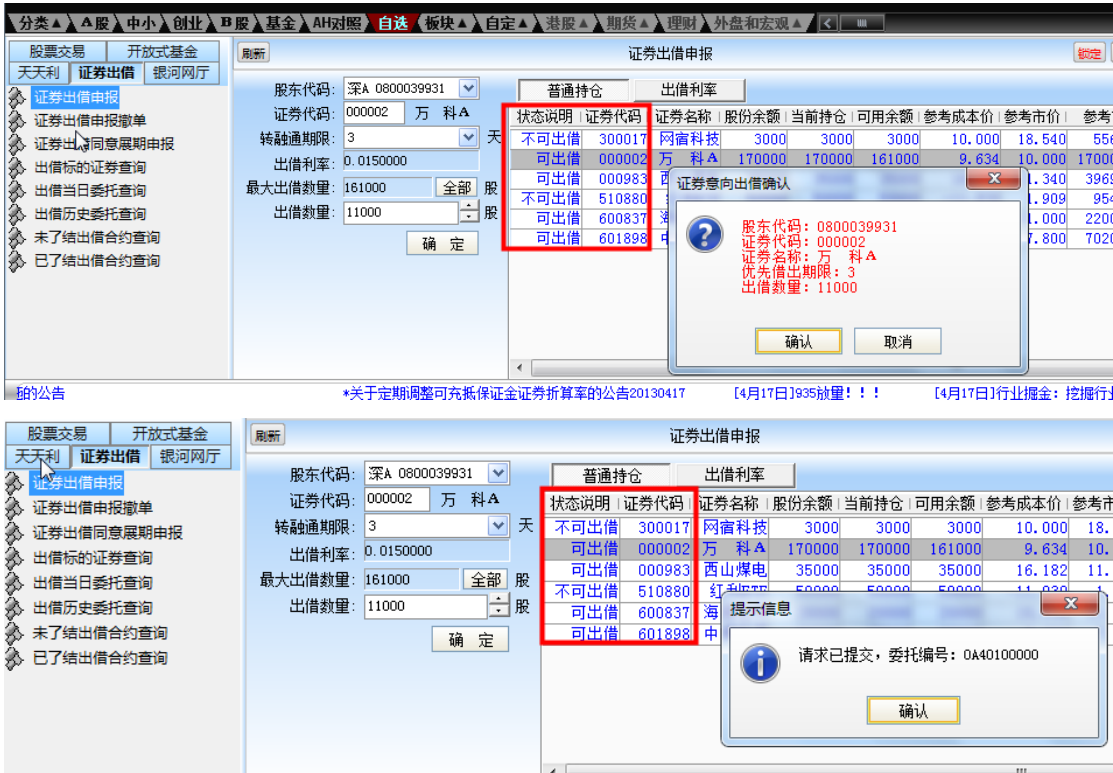 分类▲ A股 中小 创业 B股 基金 AH对照 自选 板块▲ 自定▲ 港股▲ 期货▲ 理财 外盘和宏观▲
股票交易 开放式基金
天天利 证券出借 银河网厅
证券出借申报
证券出借申报撤单
证券出借同意展期申报
出借标的证券查询
出借当日委托查询
出借历史委托查询
未了结出借合约查询
已了结出借合约查询
刷新 证券出借申报 锁定
股东代码: 深A 0800039931
证券代码: 000002 万 科A
转融通期限: 3 天
出借利率: 0.0150000
最大出借数量: 161000 全部 股
出借数量: 11000 股
确 定
普通持仓 出借利率
状态说明 证券代码 证券名称 股份余额 当前持仓 可用余额 参考成本价 参考市价 参考
不可出借 300017 网宿科技 3000 3000 3000 10.000 18.540 556
可出借 000002 万 科A 170000 170000 161000 9.634 10.000 17000
可出借 000983 .340 3969
不可出借 510880 .909 954
可出借 600837 .000 2200
可出借 601898 .800 7020
证券意向出借确认
股东代码: 0800039931
证券代码: 000002
证券名称: 万 科A
优先借出期限: 3
出借数量: 11000
确认 取消
的公告 *关于定期调整可充抵保证金证券折算率的公告20130417 [4月17日]935放量!!! [4月17日]行业掘金: 挖掘行
股票交易 开放式基金
天天利 证券出借 银河网厅
证券出借申报
证券出借申报撤单
证券出借同意展期申报
出借标的证券查询
出借当日委托查询
出借历史委托查询
未了结出借合约查询
已了结出借合约查询
刷新 证券出借申报
股东代码: 深A 0800039931
证券代码: 000002 万 科A
转融通期限: 3 天
出借利率: 0.0150000
最大出借数量: 161000 全部 股
出借数量: 11000 股
确 定
普通持仓 出借利率
状态说明 证券代码 证券名称 股份余额 当前持仓 可用余额 参考成本价 参考市
不可出借 300017 网宿科技 3000 3000 3000 10.000 18.
可出借 000002 万 科A 170000 170000 161000 9.634 10.
可出借 000983 西山煤电 35000 35000 35000 16.182 11.
不可出借 510880
可出借 600837 海
可出借 601898 中
提示信息
请求已提交，委托编号: 0A40100000
确认